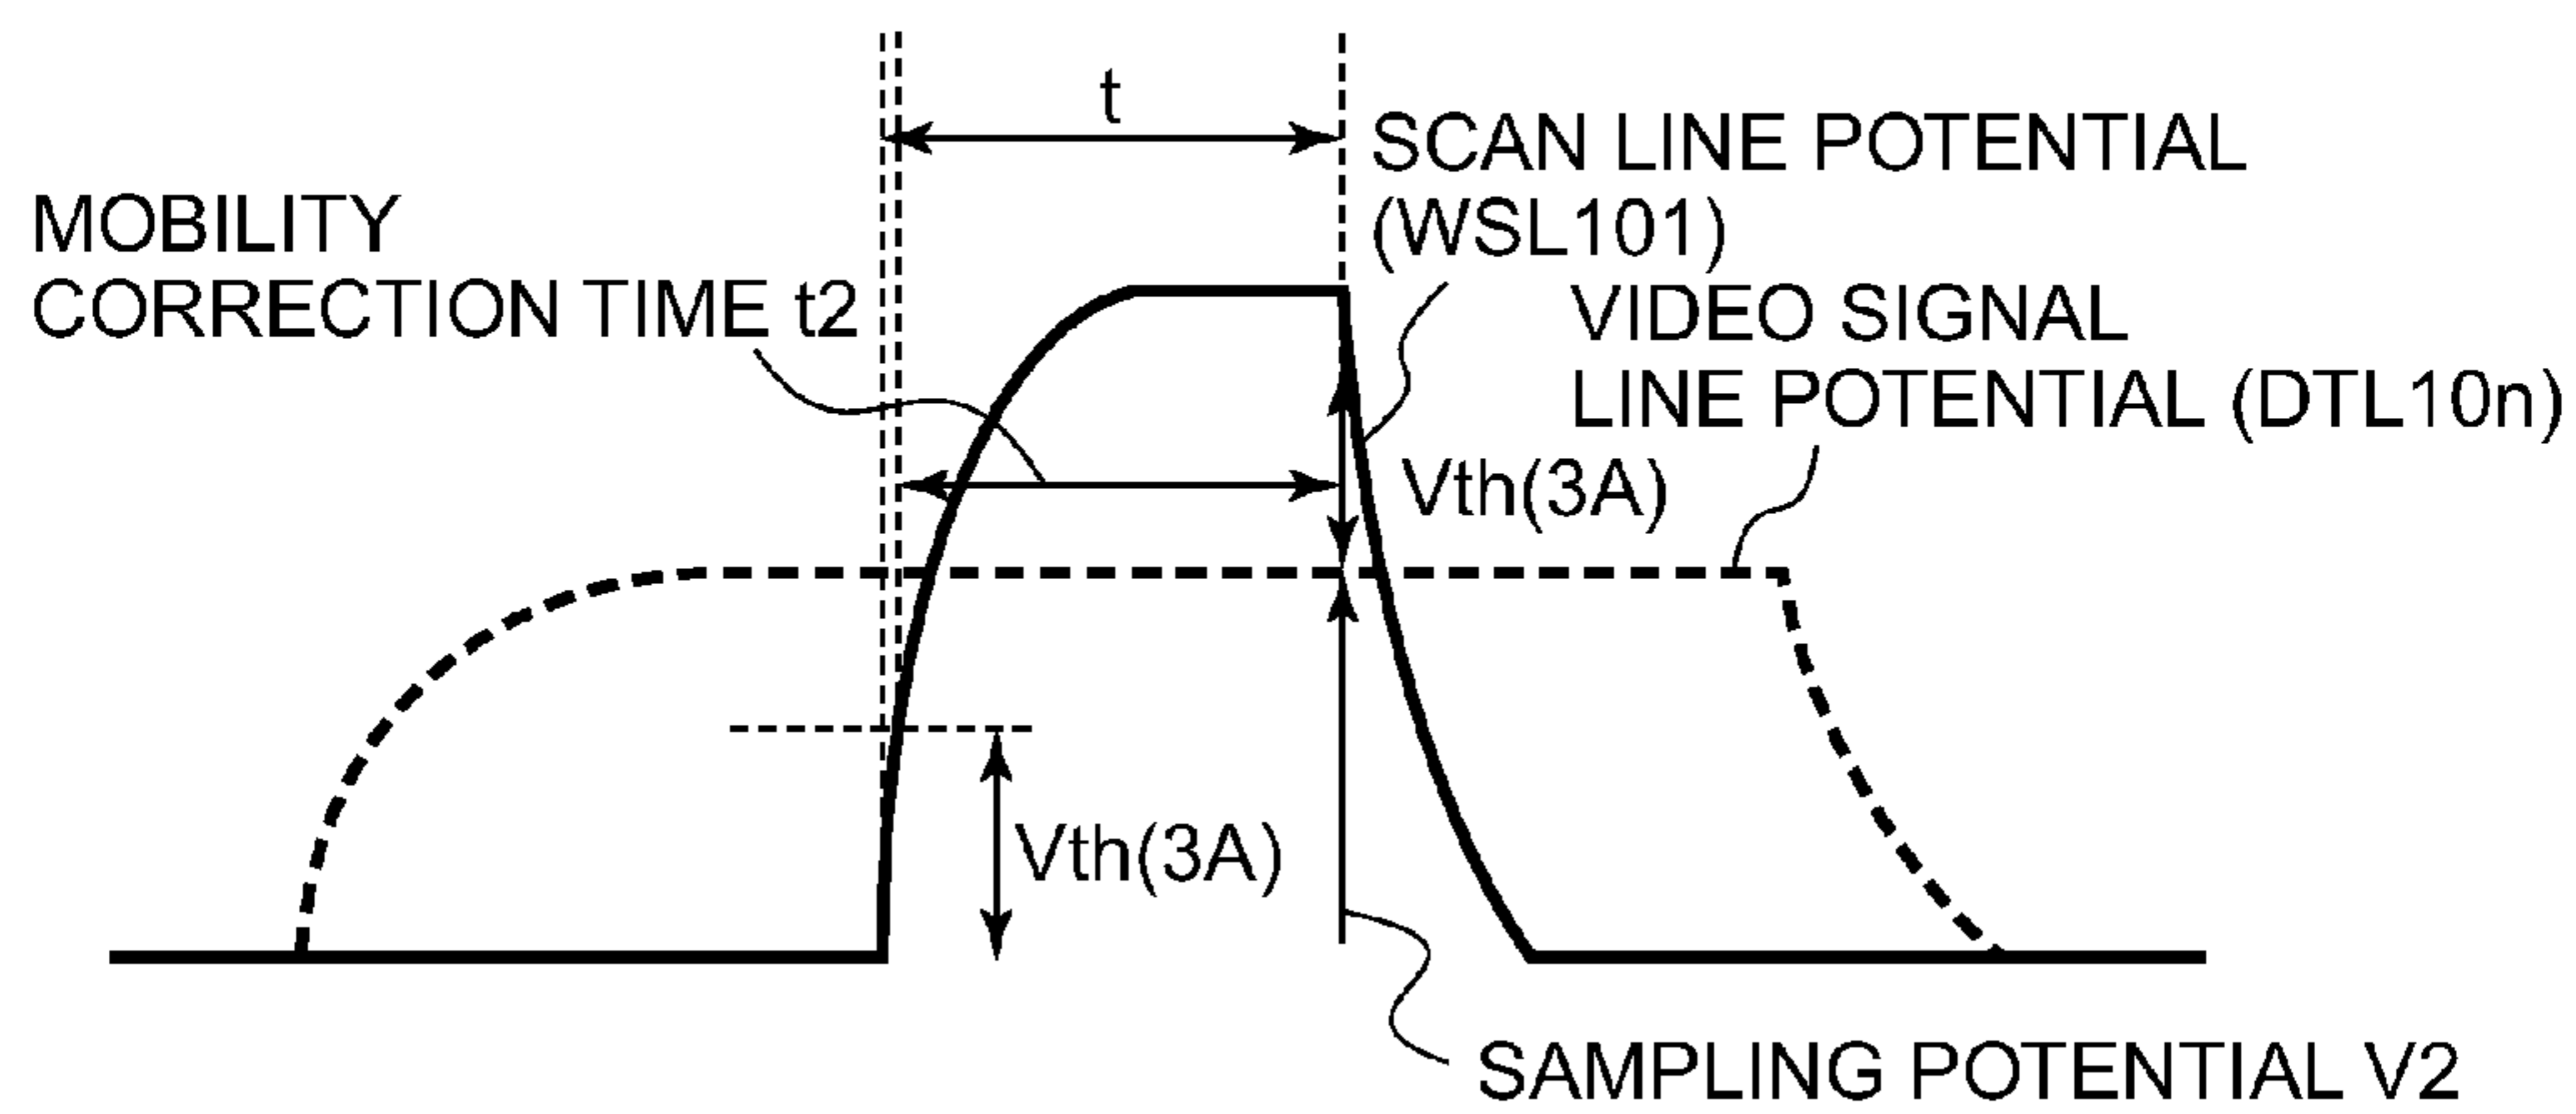 t
SCAN LINE POTENTIAL
(WSL101)
MOBILITY
CORRECTION TIME t2
VIDEO SIGNAL
LINE POTENTIAL (DTL10n)
Vth(3A)
Vth(3A)
SAMPLING POTENTIAL V2